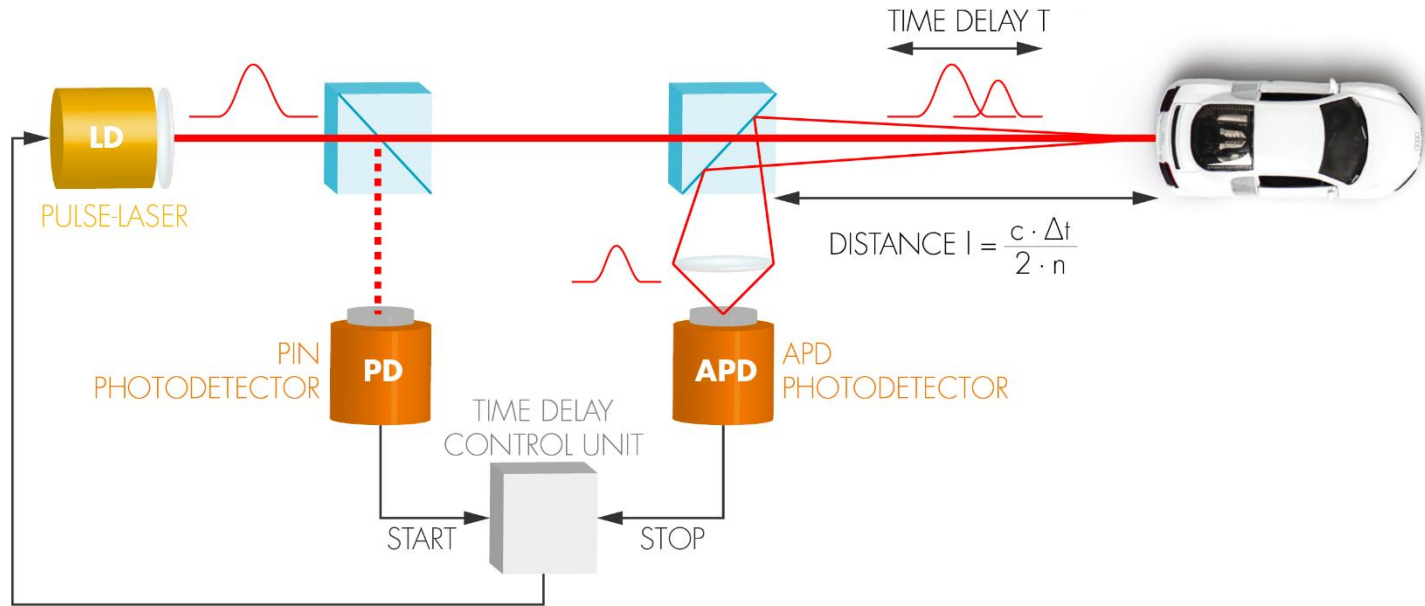 TIME DELAY T
LD
PULSE-LASER
DISTANCE l = c · Δt / 2 · n
PIN
PHOTODETECTOR
PD
APD
APD
PHOTODETECTOR
TIME DELAY
CONTROL UNIT
START
STOP